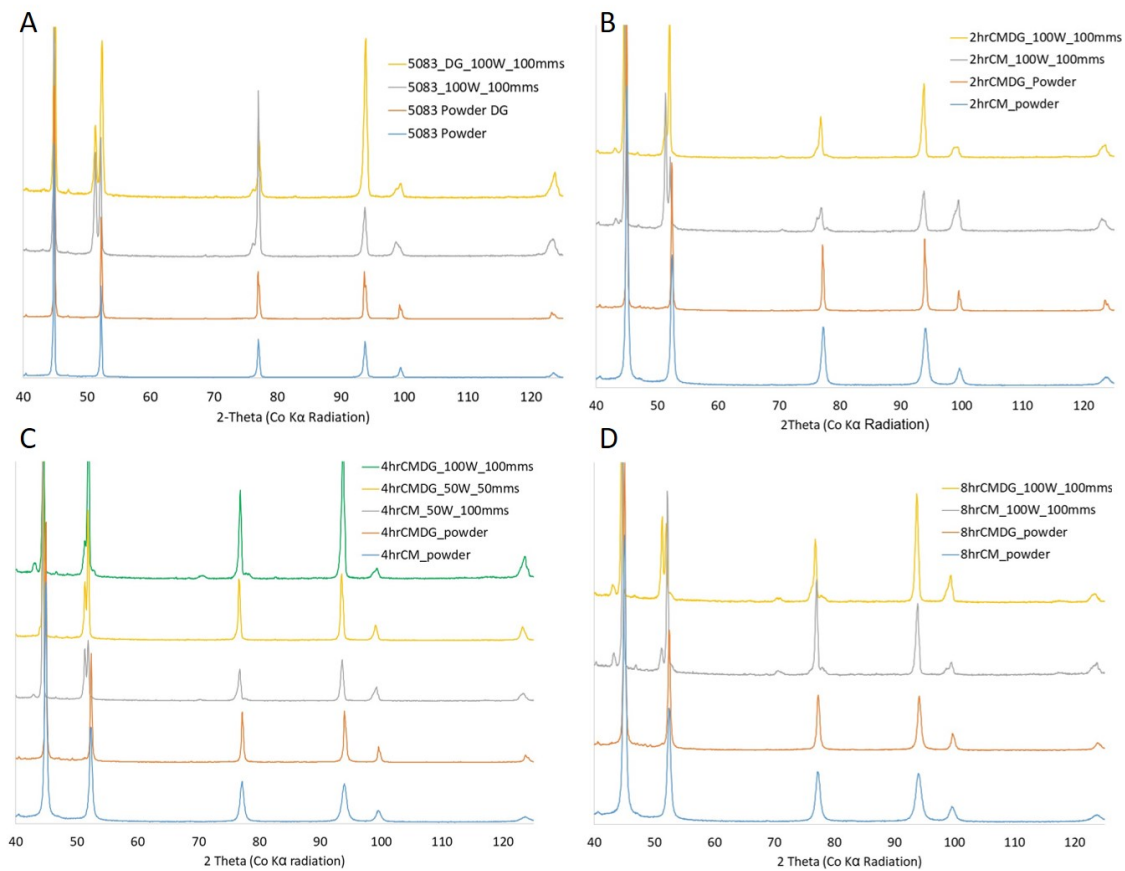 A
5083_DG_100W_100mms
5083_100W_100mms
5083 Powder DG
5083 Powder
40 50 60 70 80 90 100 110 120
2-Theta (Co Kα Radiation)
B
2hrCMDG_100W_100mms
2hrCM_100W_100mms
2hrCMDG_Powder
2hrCM_powder
40 50 60 70 80 90 100 110 120
2Theta (Co Kα Radiation)
C
4hrCMDG_100W_100mms
4hrCMDG_50W_50mms
4hrCM_50W_100mms
4hrCMDG_powder
4hrCM_powder
40 50 60 70 80 90 100 110 120
2 Theta (Co Kα radiation)
D
8hrCMDG_100W_100mms
8hrCM_100W_100mms
8hrCMDG_powder
8hrCM_powder
40 50 60 70 80 90 100 110 120
2 Theta (Co Kα Radiation)